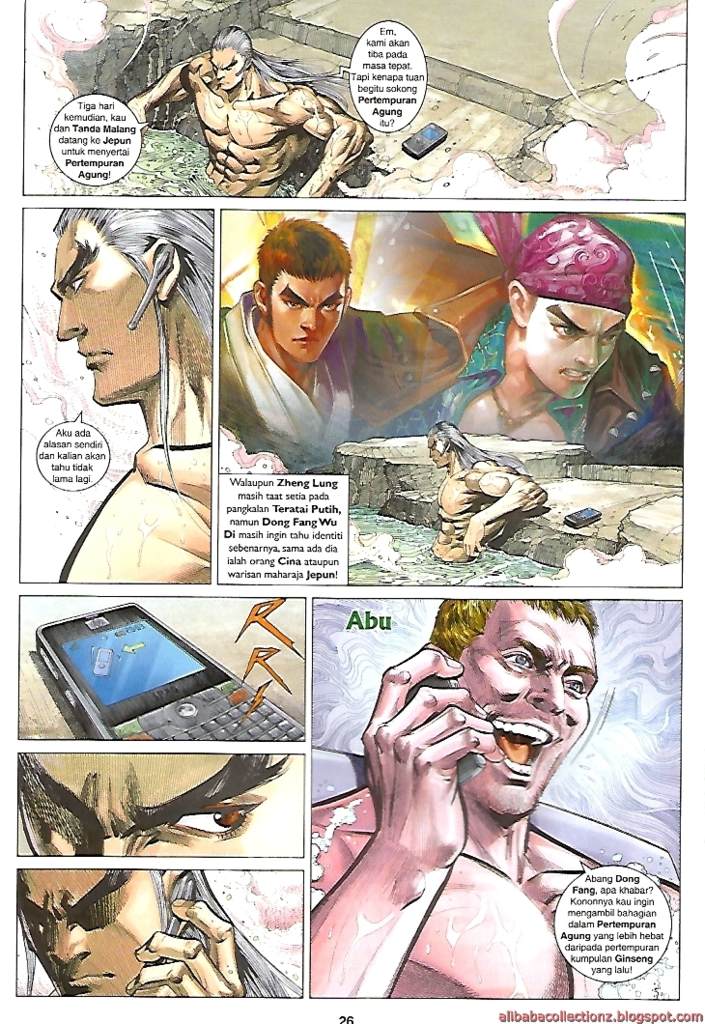 Em,
kami akan
tiba pada
masa tepat.
Tapi kenapa tuan
begitu sokong
Pertempuran
Agung
itu?
Tiga hari
kemudian, kau
dan Tanda Malang
datang ke Jepun
untuk menyertai
Pertempuran
Agung!
Aku ada
alasan sendiri
dan kalian akan
tahu tidak
lama lagi.
Walaupun Zheng Lung
masih taat setia pada
pangkalan Teratai Putih,
namun Dong Fang Wu
Di masih ingin tahu identiti
sebenarnya, sama ada dia
ialah orang Cina ataupun
warisan maharaja Jepun!
R
R
Abu
Abang Dong
Fang, apa khabar?
Kononnya kau ingin
mengambil bahagian
dalam Pertempuran
Agung yang lebih hebat
daripada pertempuran
kumpulan Ginseng
yang lalu!
26
alibabacollectionz.blogspot.com